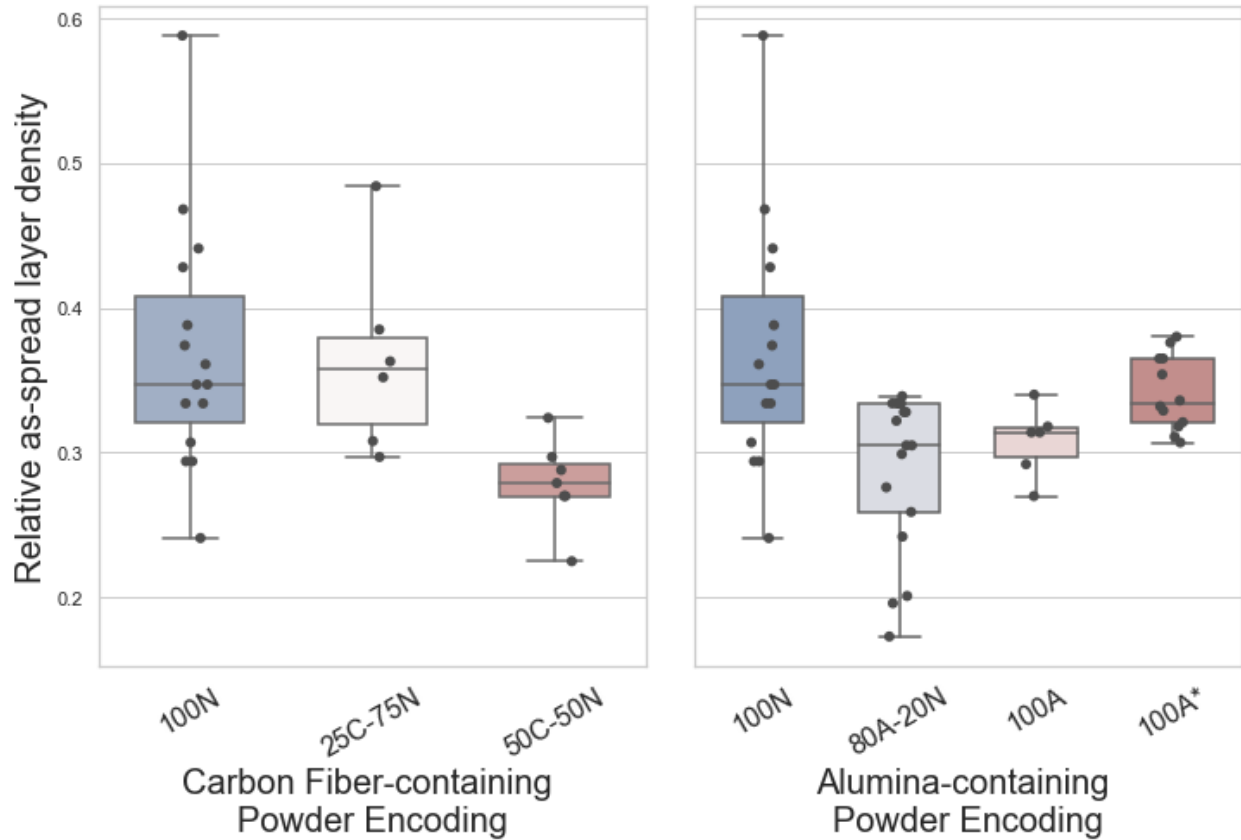 Relative as-spread layer density
0.6
0.5
0.4
0.3
0.2
100N
25C-75N
50C-50N
Carbon Fiber-containing
Powder Encoding
100N
80A-20N
100A
100A*
Alumina-containing
Powder Encoding